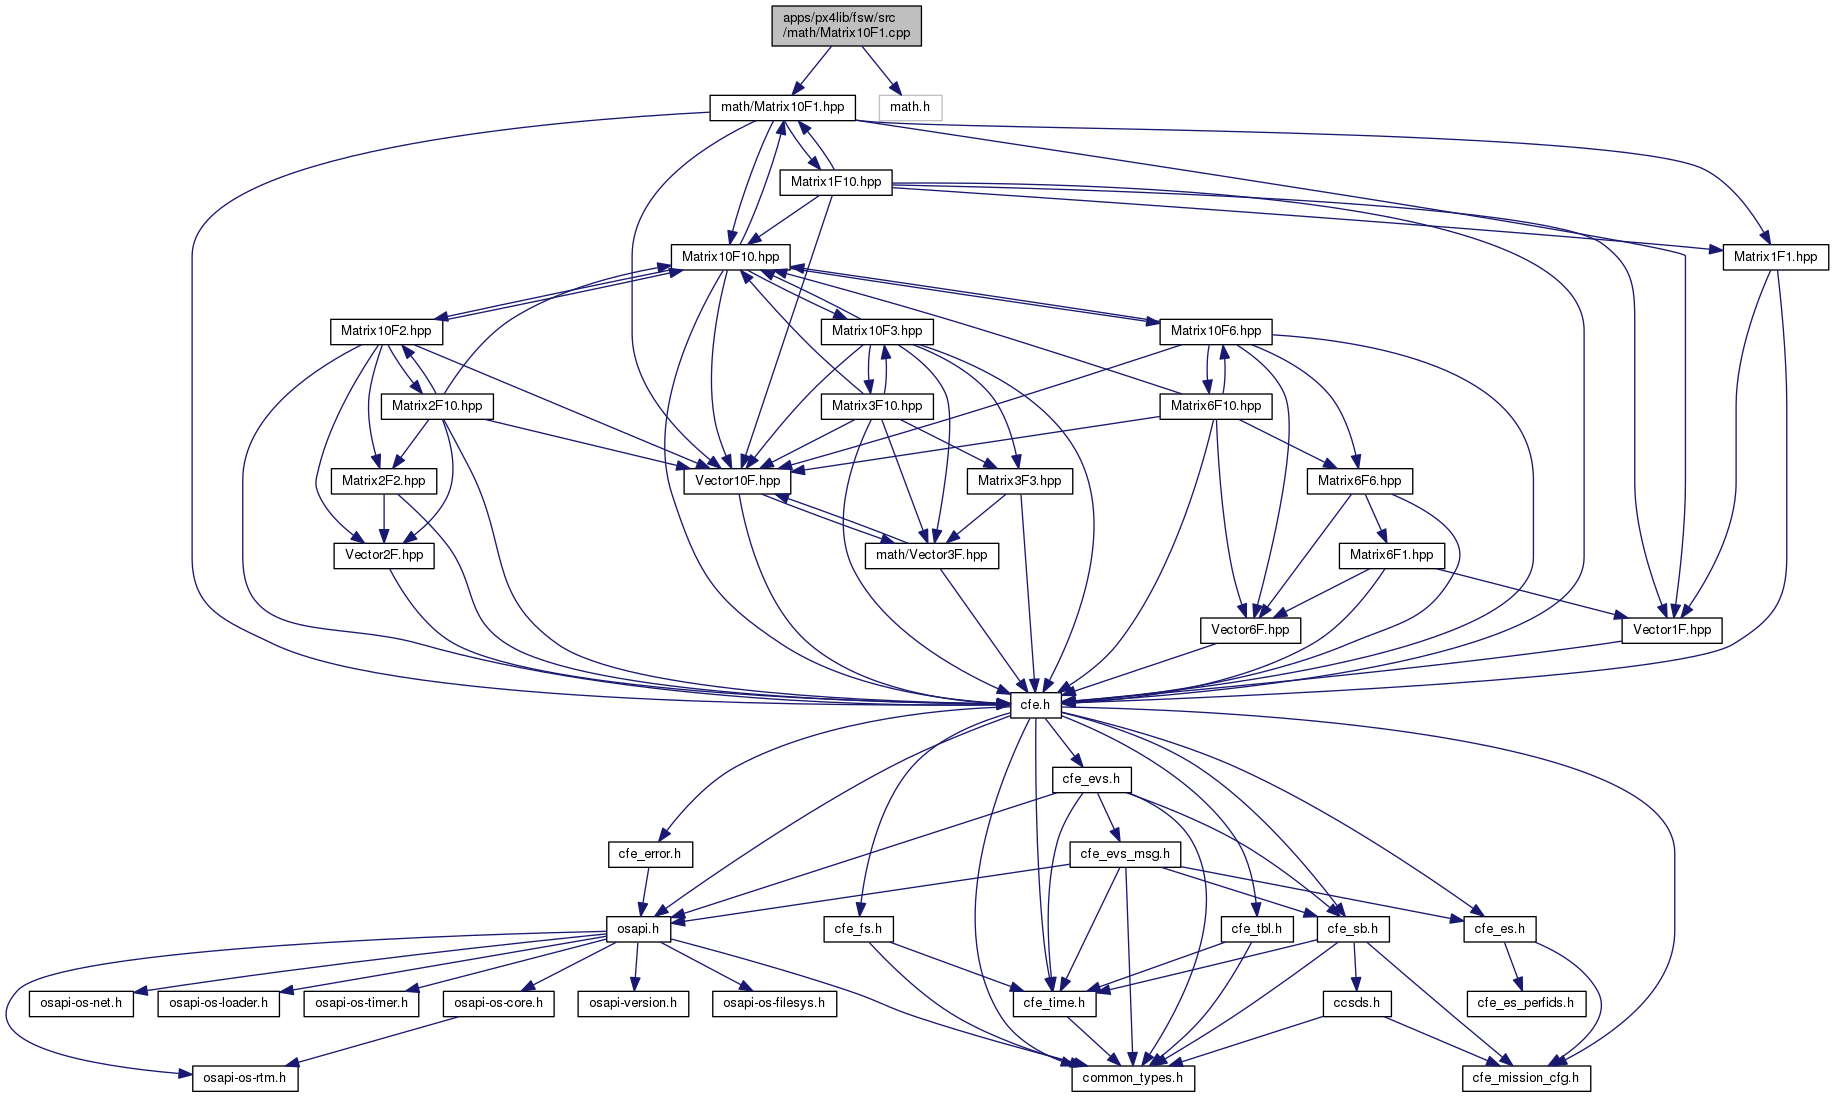 apps/px4lib/fsw/src
/math/Matrix10F1.cpp
math/Matrix10F1.hpp
math.h
Matrix1F10.hpp
Matrix10F10.hpp
Matrix1F1.hpp
Matrix10F2.hpp
Matrix10F3.hpp
Matrix10F6.hpp
Matrix2F10.hpp
Matrix3F10.hpp
Matrix6F10.hpp
Matrix2F2.hpp
Vector10F.hpp
Matrix3F3.hpp
Matrix6F6.hpp
Vector2F.hpp
math/Vector3F.hpp
Matrix6F1.hpp
Vector6F.hpp
Vector1F.hpp
cfe.h
cfe_evs.h
cfe_error.h
cfe_evs_msg.h
osapi.h
cfe_fs.h
cfe_tbl.h
cfe_sb.h
cfe_es.h
osapi-os-net.h
osapi-os-loader.h
osapi-os-timer.h
osapi-os-core.h
osapi-version.h
osapi-os-filesys.h
cfe_time.h
ccsds.h
cfe_es_perfids.h
osapi-os-rtm.h
common_types.h
cfe_mission_cfg.h